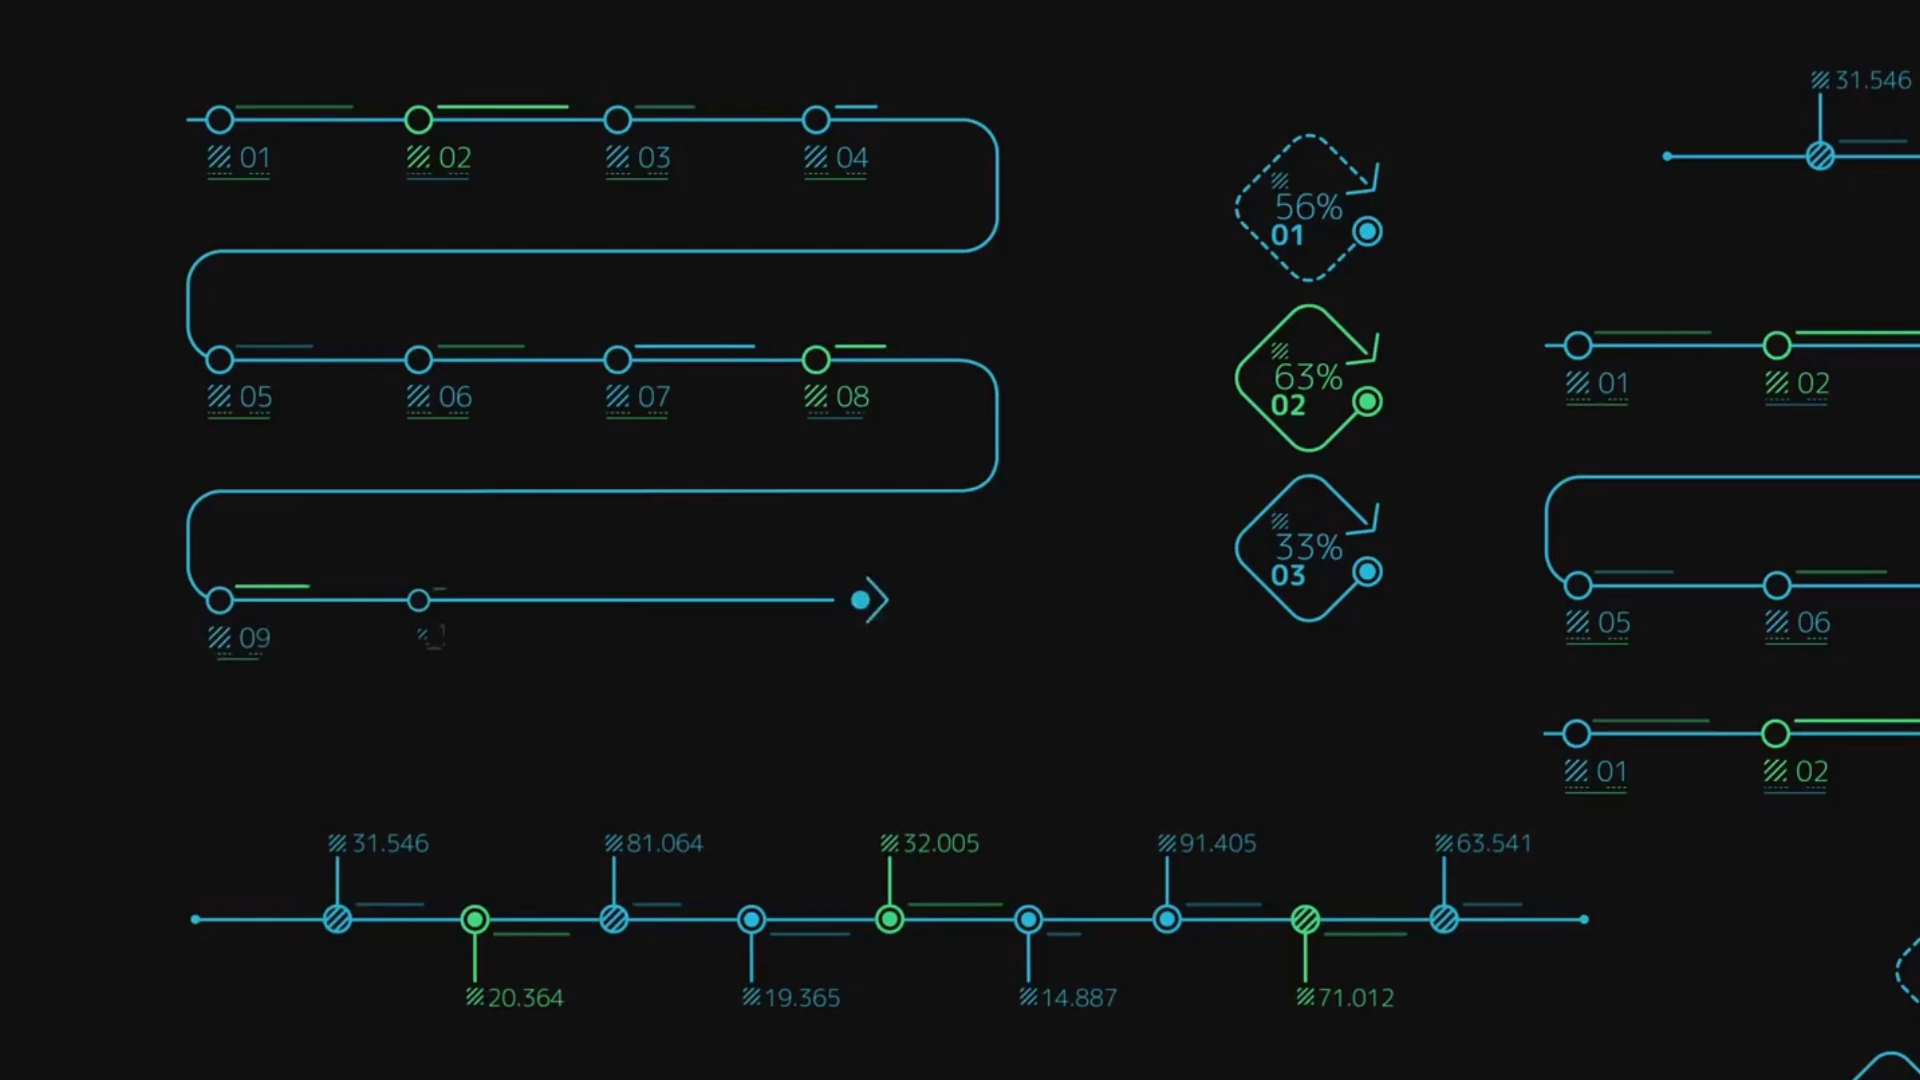 01 02 03 04
05 06 07 08
09
56%
01
63%
02
33%
03
31.546
01 02
05 06
01 02
31.546 81.064 32.005 91.405 63.541
20.364 19.365 14.887 71.012